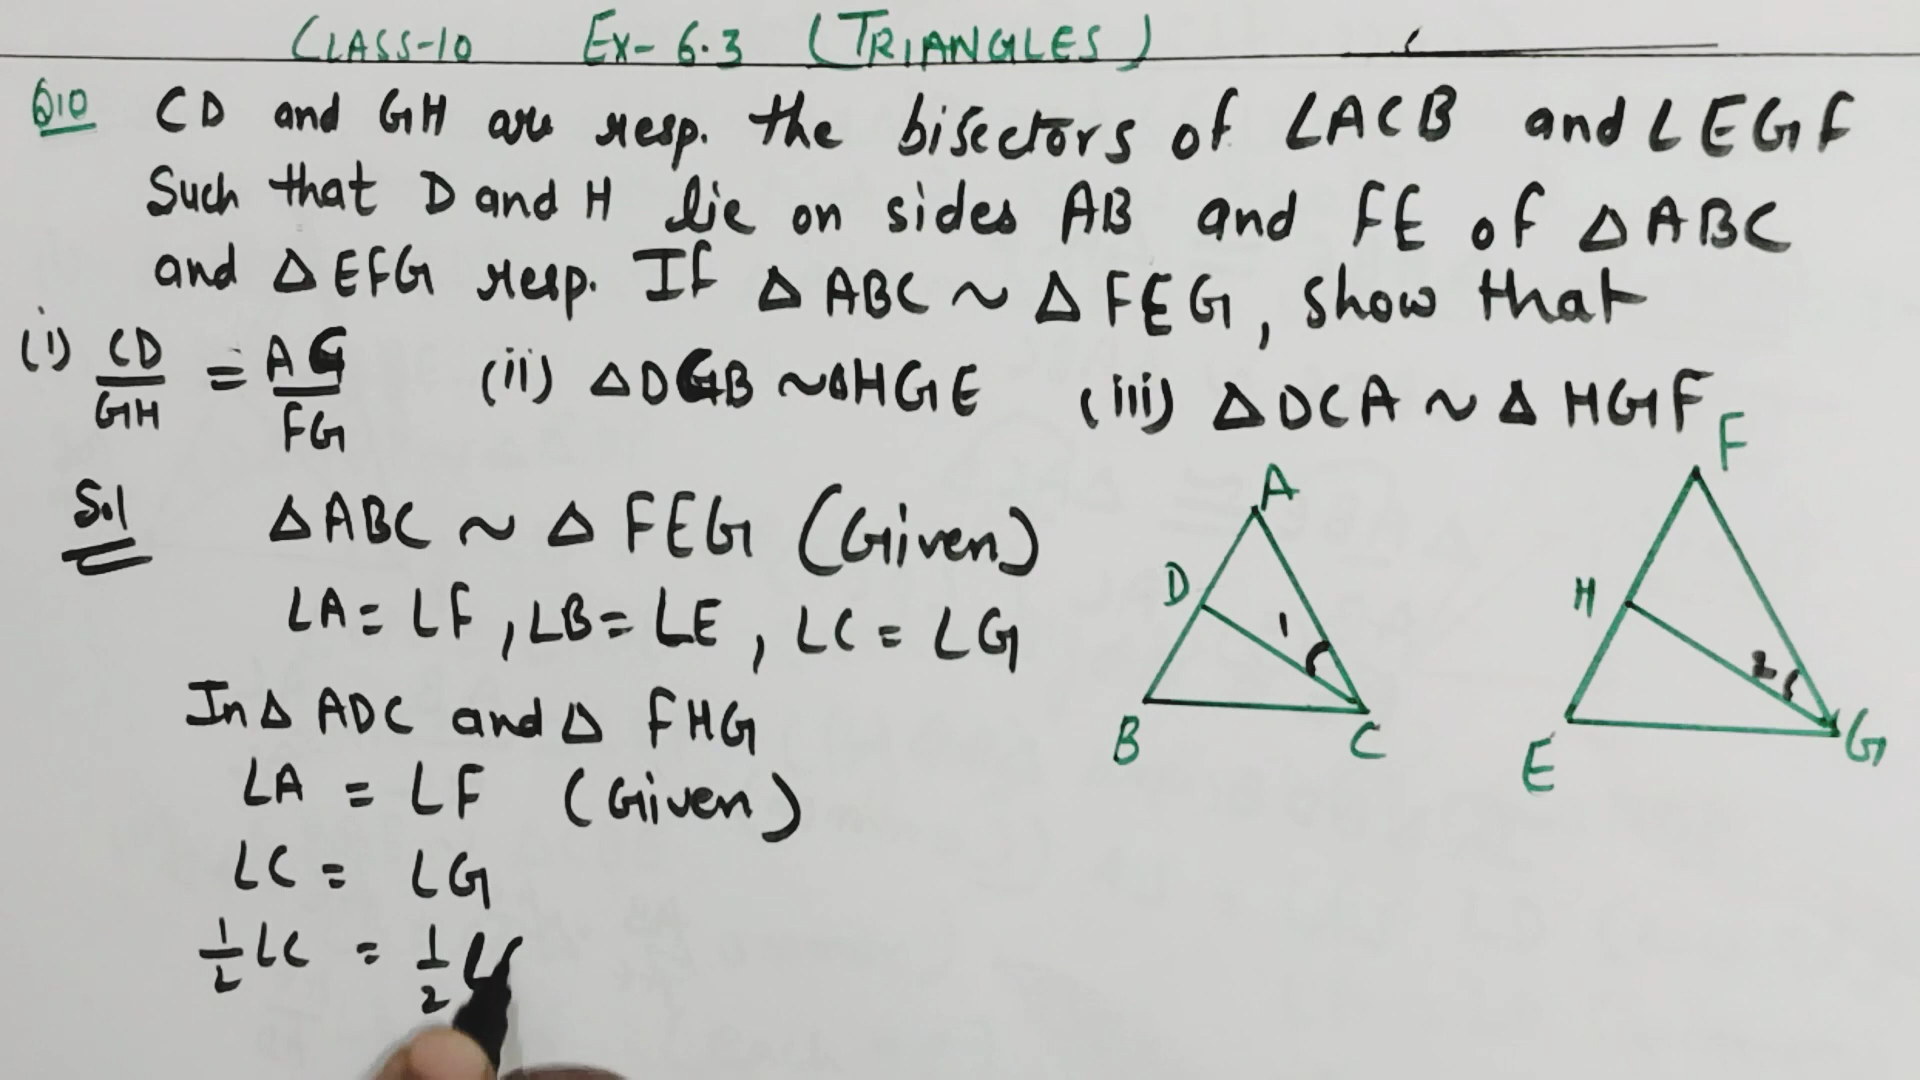 CLASS-10 EX-6.3 (TRIANGLES)
Q10 CD and GH are resp. the bisectors of ∠ACB and ∠EGF
Such that D and H lie on sides AB and FE of △ABC
and △EFG resp. If △ABC ~ △FEG, show that
(i) CD/GH = AC/FG (ii) △DCB ~ △HGE (iii) △DCA ~ △HGF
Sol △ABC ~ △FEG (Given)
∠A = ∠F, ∠B = ∠E, ∠C = ∠G
In △ADC and △FHG
∠A = ∠F (Given)
∠C = ∠G
1/2 ∠C = 1/2 ∠
A
D
1
B
C
F
H
2
E
G